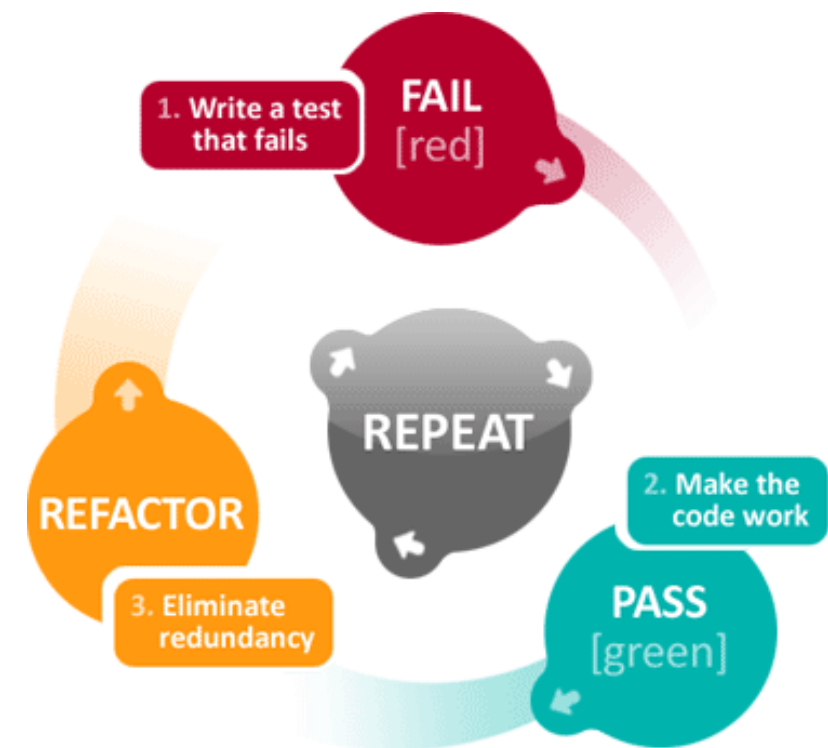 1. Write a test
that fails
FAIL
[red]
REPEAT
2. Make the
code work
PASS
[green]
REFACTOR
3. Eliminate
redundancy